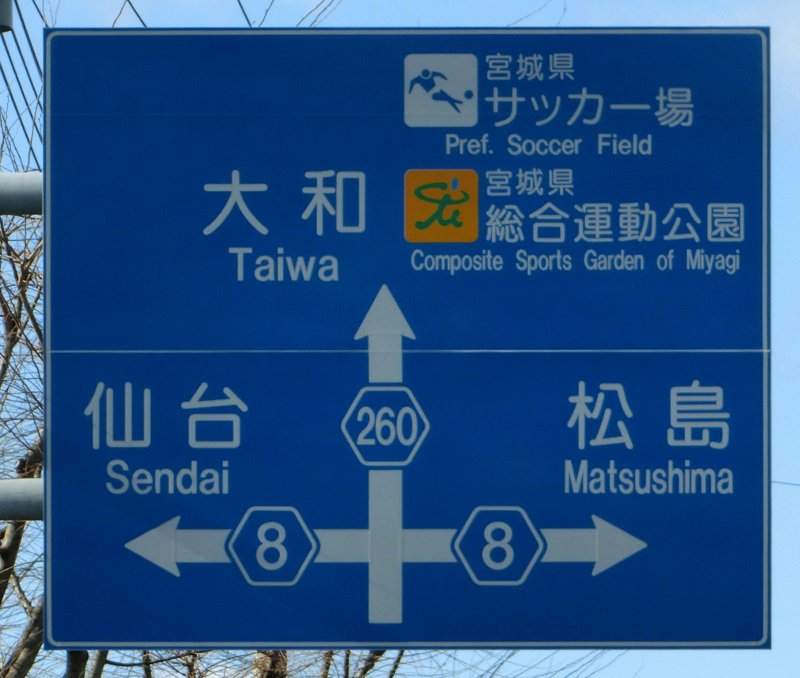 宮城県
サッカー場
Pref. Soccer Field
大和
Taiwa
宮城県
総合運動公園
Composite Sports Garden of Miyagi
260
仙台
Sendai
松島
Matsushima
8
8